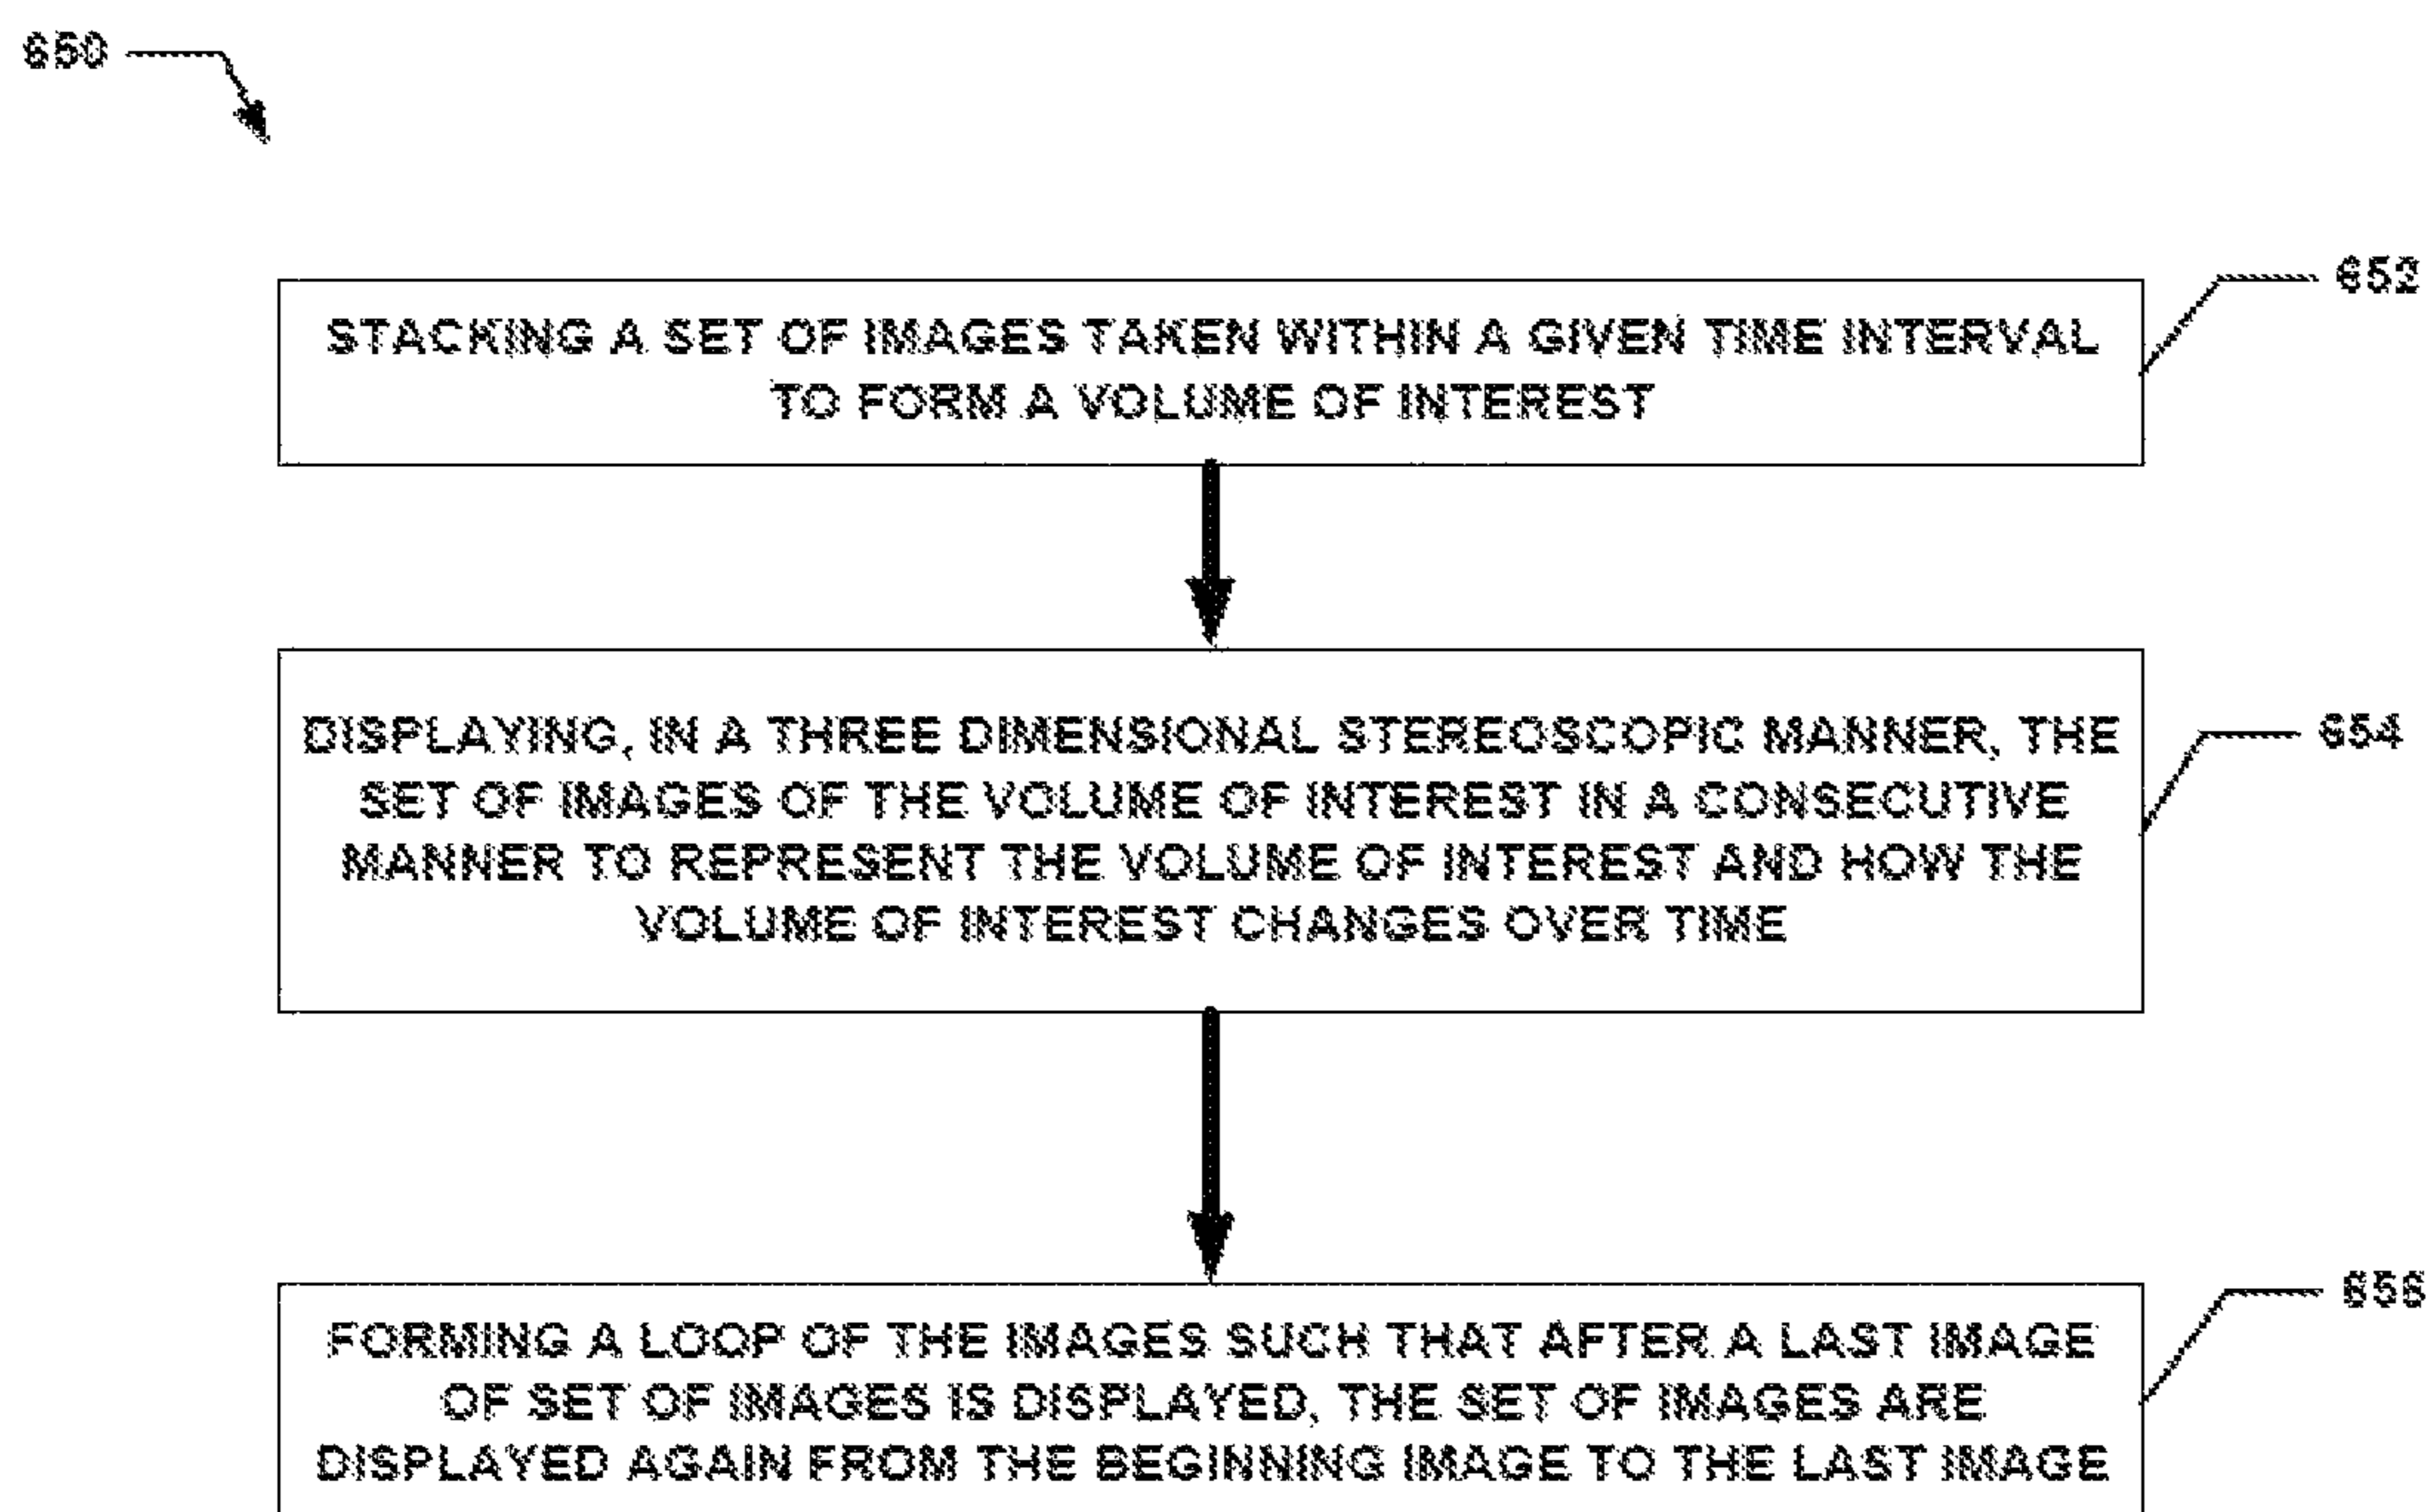 650
652
STACKING A SET OF IMAGES TAKEN WITHIN A GIVEN TIME INTERVAL
TO FORM A VOLUME OF INTEREST
DISPLAYING, IN A THREE DIMENSIONAL STEREOSCOPIC MANNER, THE
654
SET OF IMAGES OF THE VOLUME OF INTEREST IN A CONSECUTIVE
MANNER TO REPRESENT THE VOLUME OF INTEREST AND HOW THE
VOLUME OF INTEREST CHANGES OVER TIME
656
FORMING A LOOP OF THE IMAGES SUCH THAT AFTER A LAST IMAGE
OF SET OF IMAGES IS DISPLAYED, THE SET OF IMAGES ARE
DISPLAYED AGAIN FROM THE BEGINNING IMAGE TO THE LAST IMAGE